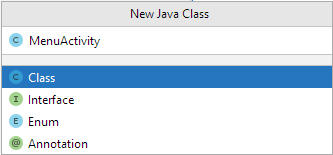 New Java Class
C MenuActivity
C Class
I Interface
E Enum
@ Annotation